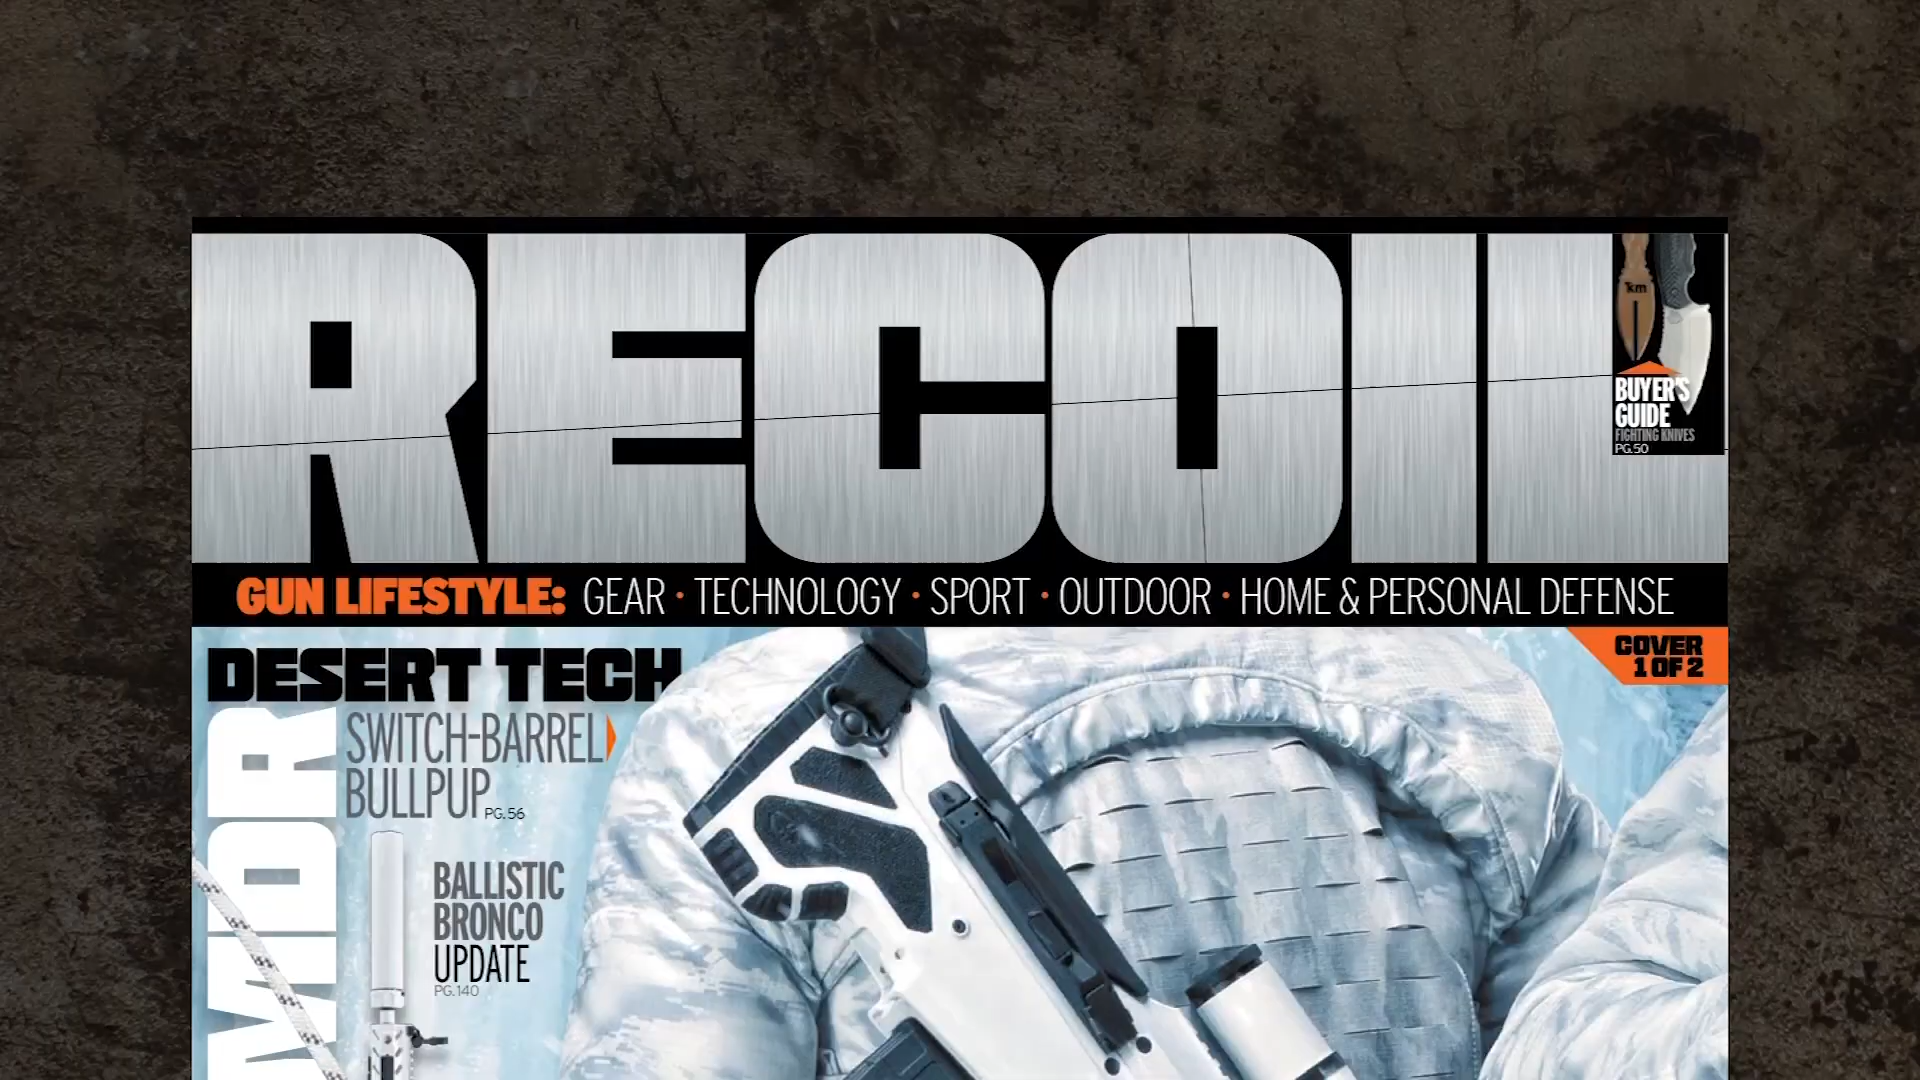 RECOIL
1km
BUYER'S
GUIDE
FIGHTING KNIVES
PG.50
GUN LIFESTYLE: GEAR • TECHNOLOGY • SPORT • OUTDOOR • HOME & PERSONAL DEFENSE
COVER
1 OF 2
DESERT TECH
MDR
SWITCH-BARREL
BULLPUP PG.56
BALLISTIC
BRONCO
UPDATE
PG.140